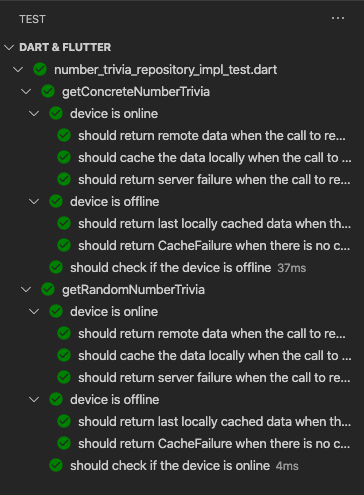 TEST
DART & FLUTTER
number_trivia_repository_impl_test.dart
getConcreteNumberTrivia
device is online
should return remote data when the call to re...
should cache the data locally when the call to ...
should return server failure when the call to re...
device is offline
should return last locally cached data when th...
should return CacheFailure when there is no c...
should check if the device is offline 37ms
getRandomNumberTrivia
device is online
should return remote data when the call to re...
should cache the data locally when the call to ...
should return server failure when the call to re...
device is offline
should return last locally cached data when th...
should return CacheFailure when there is no c...
should check if the device is online 4ms